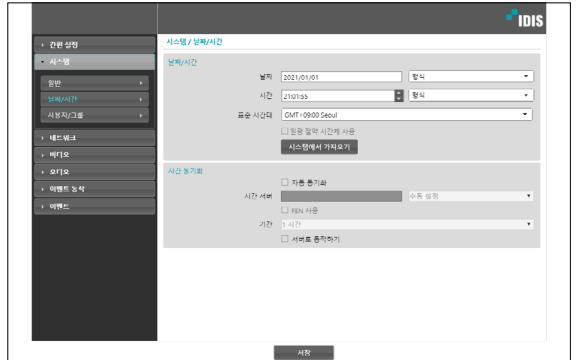 IDIS
간편 설정
시스템
일반
날짜/시간
사용자/그룹
네트워크
비디오
오디오
이벤트 동작
이벤트
시스템 / 날짜/시간
날짜/시간
날짜 2021/01/01 형식
시간 21:01:55 형식
표준 시간대 GMT+09:00 Seoul
일광 절약 시간제 사용
시스템에서 가져오기
시간 동기화
자동 동기화
시간 서버 수동 설정
FEN 사용
기간 1 시간
서버로 동작하기
저장